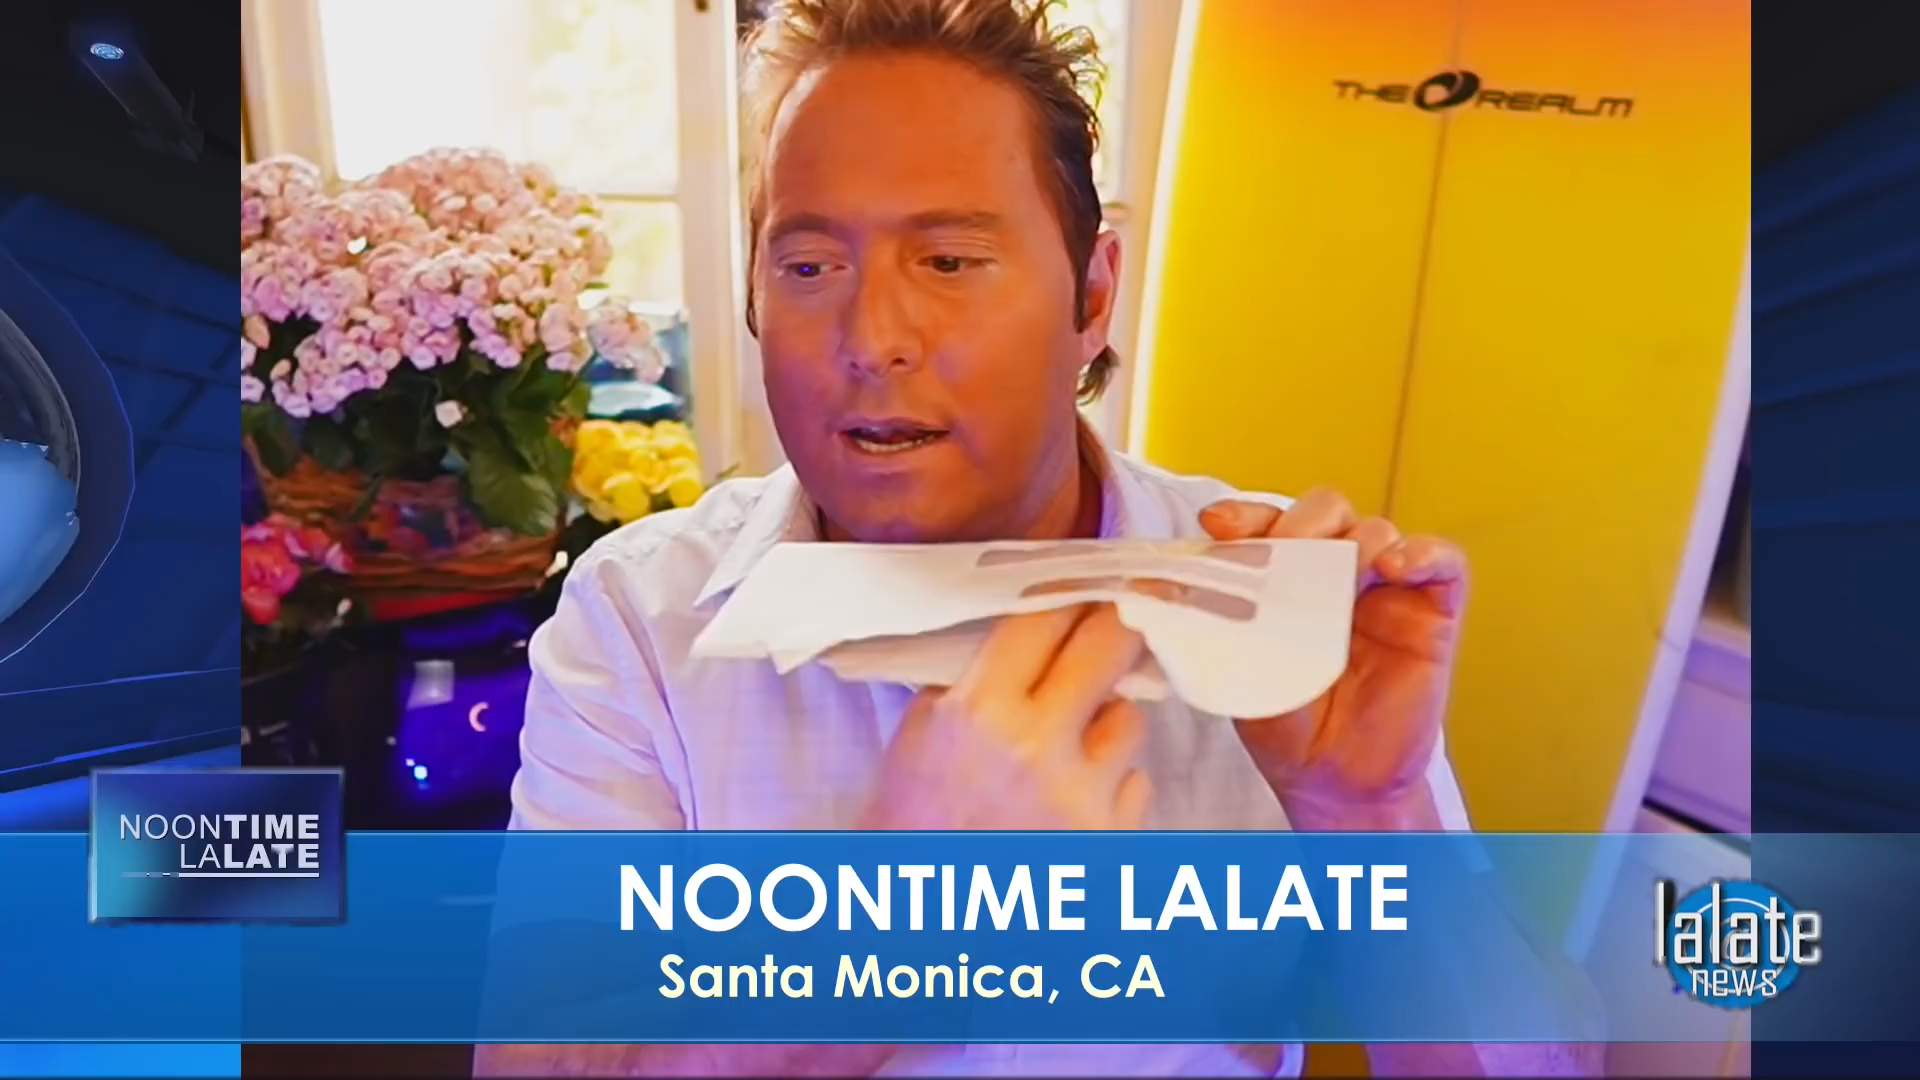 THE REALM
NOONTIME
LALATE
NOONTIME LALATE
Santa Monica, CA
lalate
news